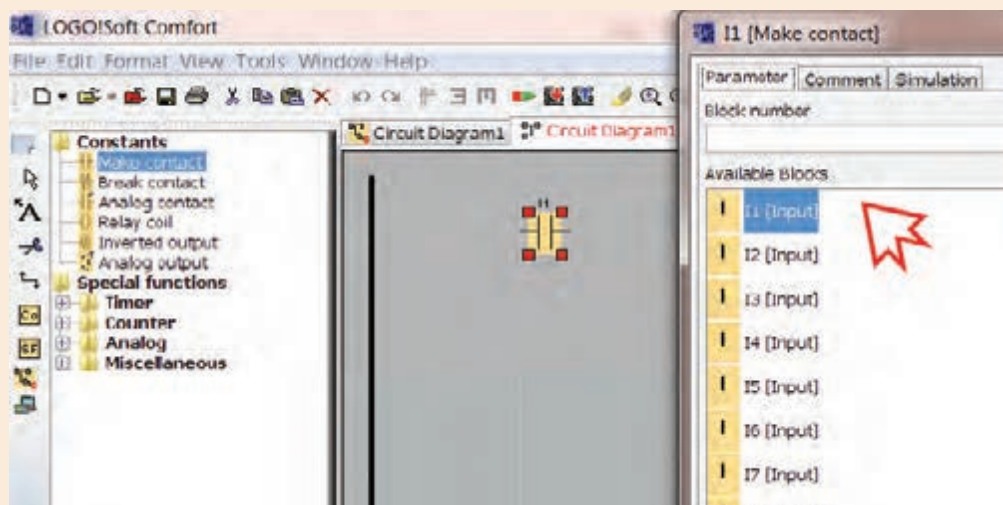 LOGO!Soft Comfort
File Edit Format View Tools Window Help
Constants
Make contact
Break contact
Analog contact
Relay coil
Inverted output
Analog output
Special functions
Timer
Counter
Analog
Miscellaneous
Co
SF
Circuit Diagram1
Circuit Diagram1
I1
I1 [Make contact]
Parameter Comment Simulation
Block number
Available Blocks
I I1 [Input]
I I2 [Input]
I I3 [Input]
I I4 [Input]
I I5 [Input]
I I6 [Input]
I I7 [Input]